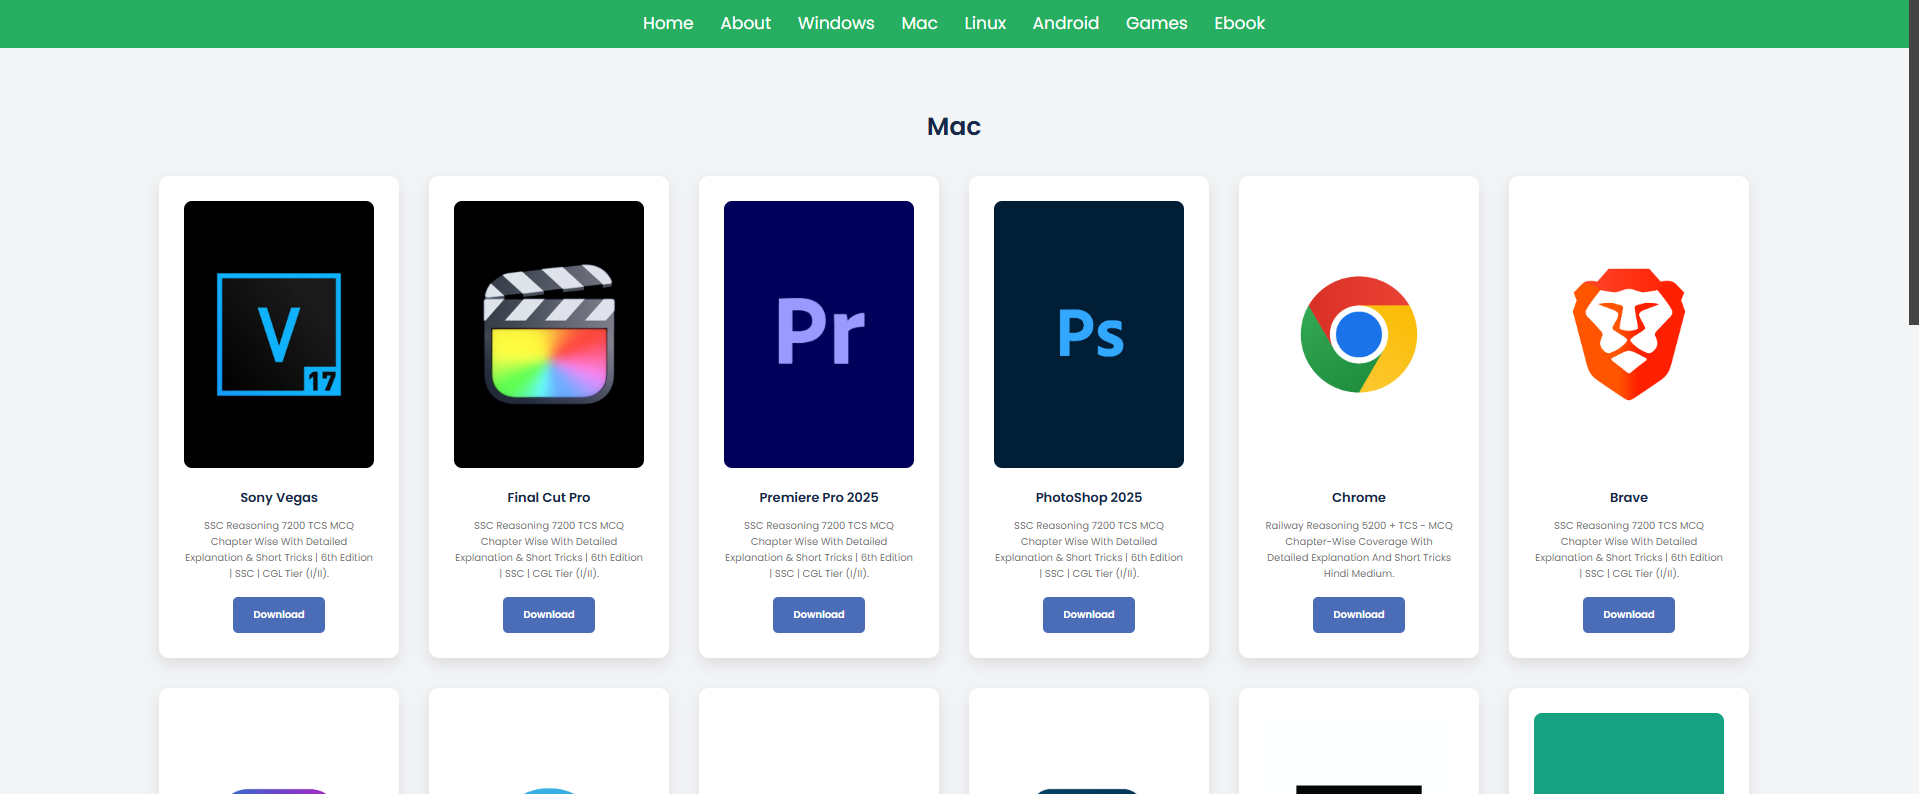 Home About Windows Mac Linux Android Games Ebook
Mac
V
17
Pr
Ps
Sony Vegas
SSC Reasoning 7200 TCS MCQ
Chapter Wise With Detailed
Explanation & Short Tricks | 6th Edition
| SSC | CGL Tier (I/II).
Download
Final Cut Pro
SSC Reasoning 7200 TCS MCQ
Chapter Wise With Detailed
Explanation & Short Tricks | 6th Edition
| SSC | CGL Tier (I/II).
Download
Premiere Pro 2025
SSC Reasoning 7200 TCS MCQ
Chapter Wise With Detailed
Explanation & Short Tricks | 6th Edition
| SSC | CGL Tier (I/II).
Download
PhotoShop 2025
SSC Reasoning 7200 TCS MCQ
Chapter Wise With Detailed
Explanation & Short Tricks | 6th Edition
| SSC | CGL Tier (I/II).
Download
Chrome
Railway Reasoning 5200 + TCS - MCQ
Chapter-Wise Coverage With
Detailed Explanation And Short Tricks
Hindi Medium.
Download
Brave
SSC Reasoning 7200 TCS MCQ
Chapter Wise With Detailed
Explanation & Short Tricks | 6th Edition
| SSC | CGL Tier (I/II).
Download